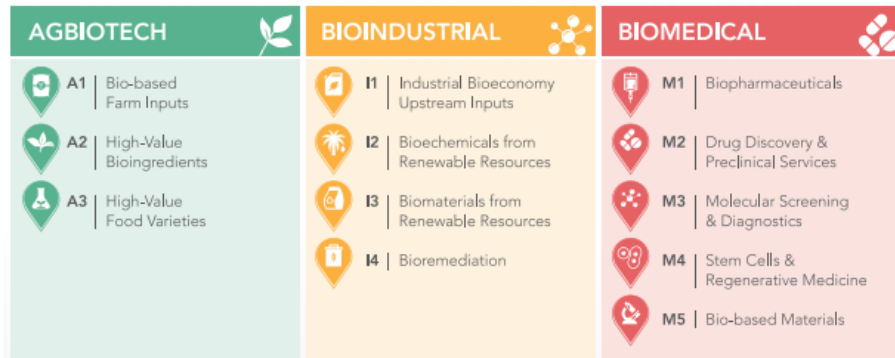 AGBIOTECH
A1 | Bio-based
Farm Inputs
A2 | High-Value
Bioingredients
A3 | High-Value
Food Varieties
BIOINDUSTRIAL
I1 | Industrial Bioeconomy
Upstream Inputs
I2 | Biochemicals from
Renewable Resources
I3 | Biomaterials from
Renewable Resources
I4 | Bioremediation
BIOMEDICAL
M1 | Biopharmaceuticals
M2 | Drug Discovery &
Preclinical Services
M3 | Molecular Screening
& Diagnostics
M4 | Stem Cells &
Regenerative Medicine
M5 | Bio-based Materials